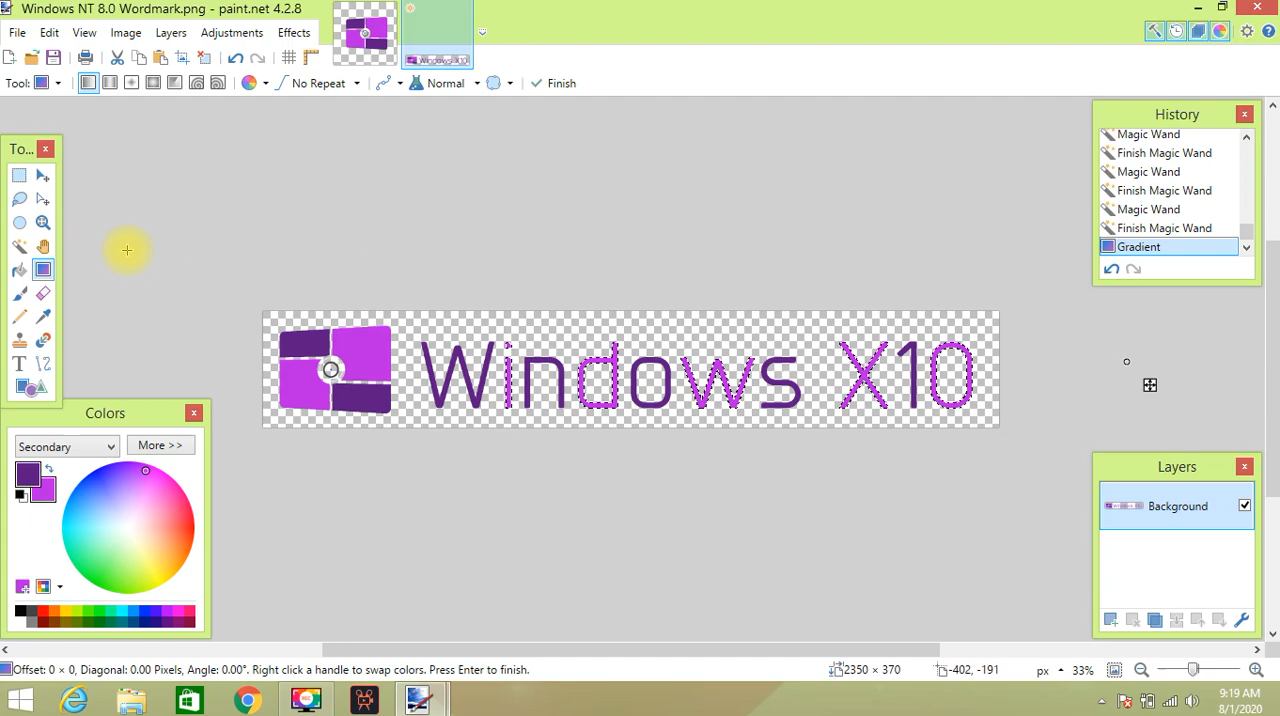 Windows NT 8.0 Wordmark.png - paint.net 4.2.8
File Edit View Image Layers Adjustments Effects
Tool: No Repeat Normal Finish
To...
History
Magic Wand
Finish Magic Wand
Magic Wand
Finish Magic Wand
Magic Wand
Finish Magic Wand
Gradient
Windows X10
Colors
Secondary More >>
Layers
Background
Offset: 0 × 0, Diagonal: 0.00 Pixels, Angle: 0.00°. Right click a handle to swap colors. Press Enter to finish. 2350 × 370 -402, -191 px 33%
REC
9:19 AM
8/1/2020